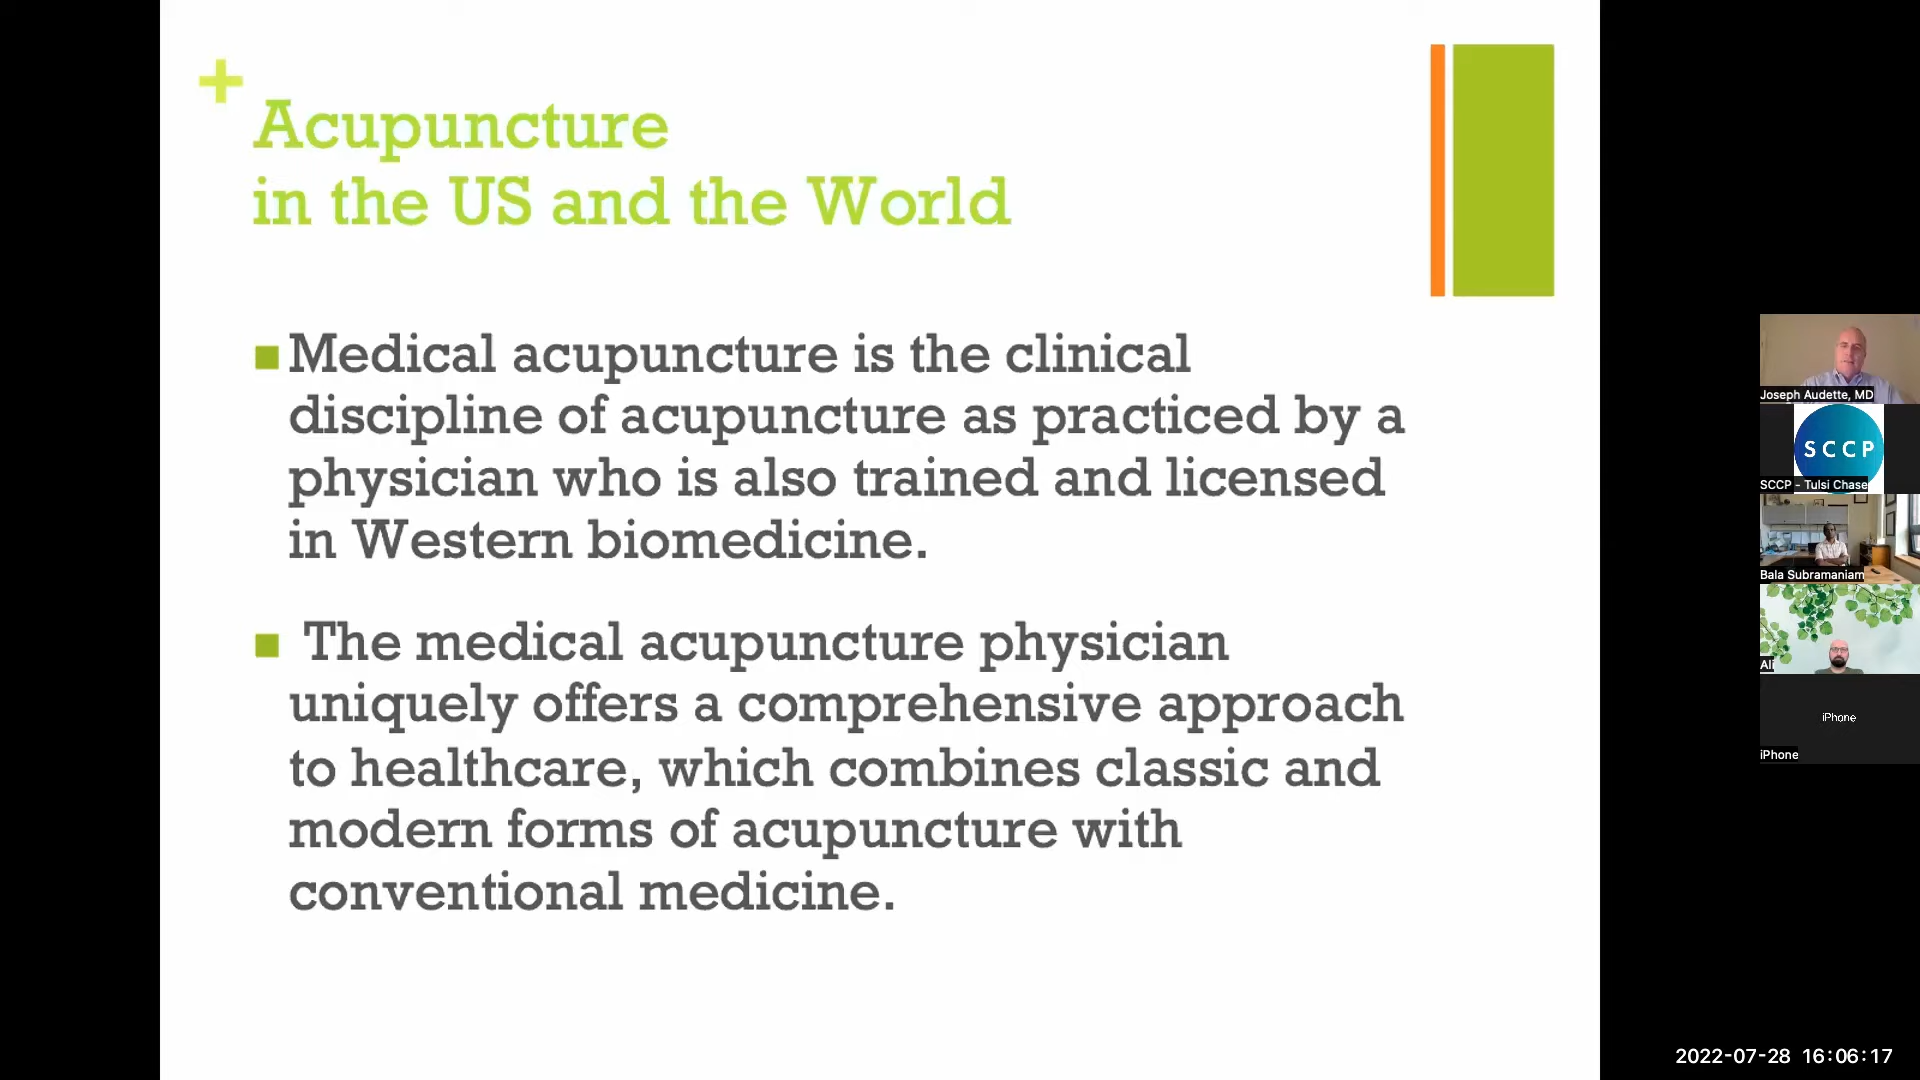 +
Acupuncture
in the US and the World
Medical acupuncture is the clinical
discipline of acupuncture as practiced by a
physician who is also trained and licensed
in Western biomedicine.
The medical acupuncture physician
uniquely offers a comprehensive approach
to healthcare, which combines classic and
modern forms of acupuncture with
conventional medicine.
Joseph Audette, MD
SCCP
SCCP - Tulsi Chase
Bala Subramaniam
Ali
iPhone
iPhone
2022-07-28 16:06:17